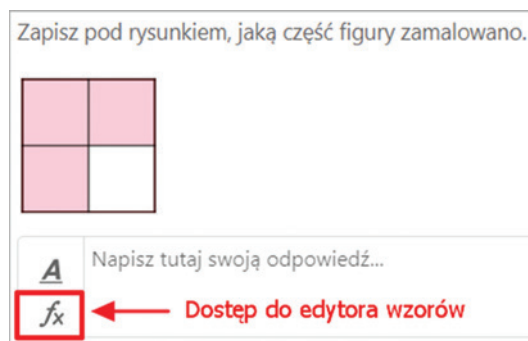 Zapisz pod rysunkiem, jaką część figury zamalowano.
A Napisz tutaj swoją odpowiedź...
fx Dostęp do edytora wzorów